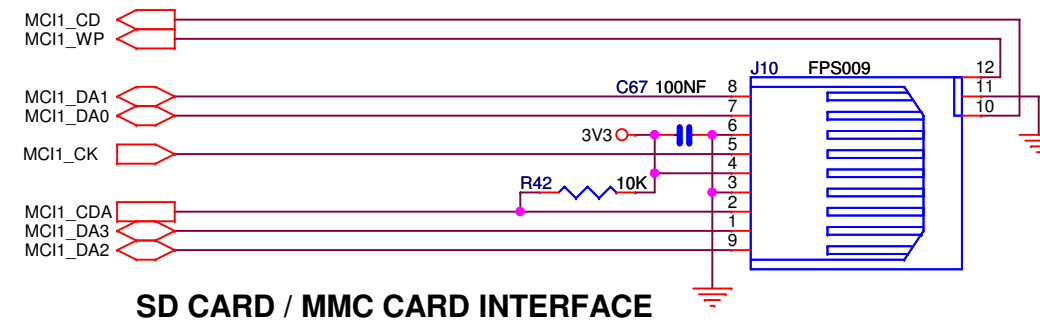 MCI1_CD
MCI1_WP
J10 FPS009
12
C67 100NF 8
11
MCI1_DA1
7
10
MCI1_DA0
3V3
6
5
MCI1_CK
4
R42 10K
3
MCI1_CDA
2
MCI1_DA3
1
MCI1_DA2
9
SD CARD / MMC CARD INTERFACE